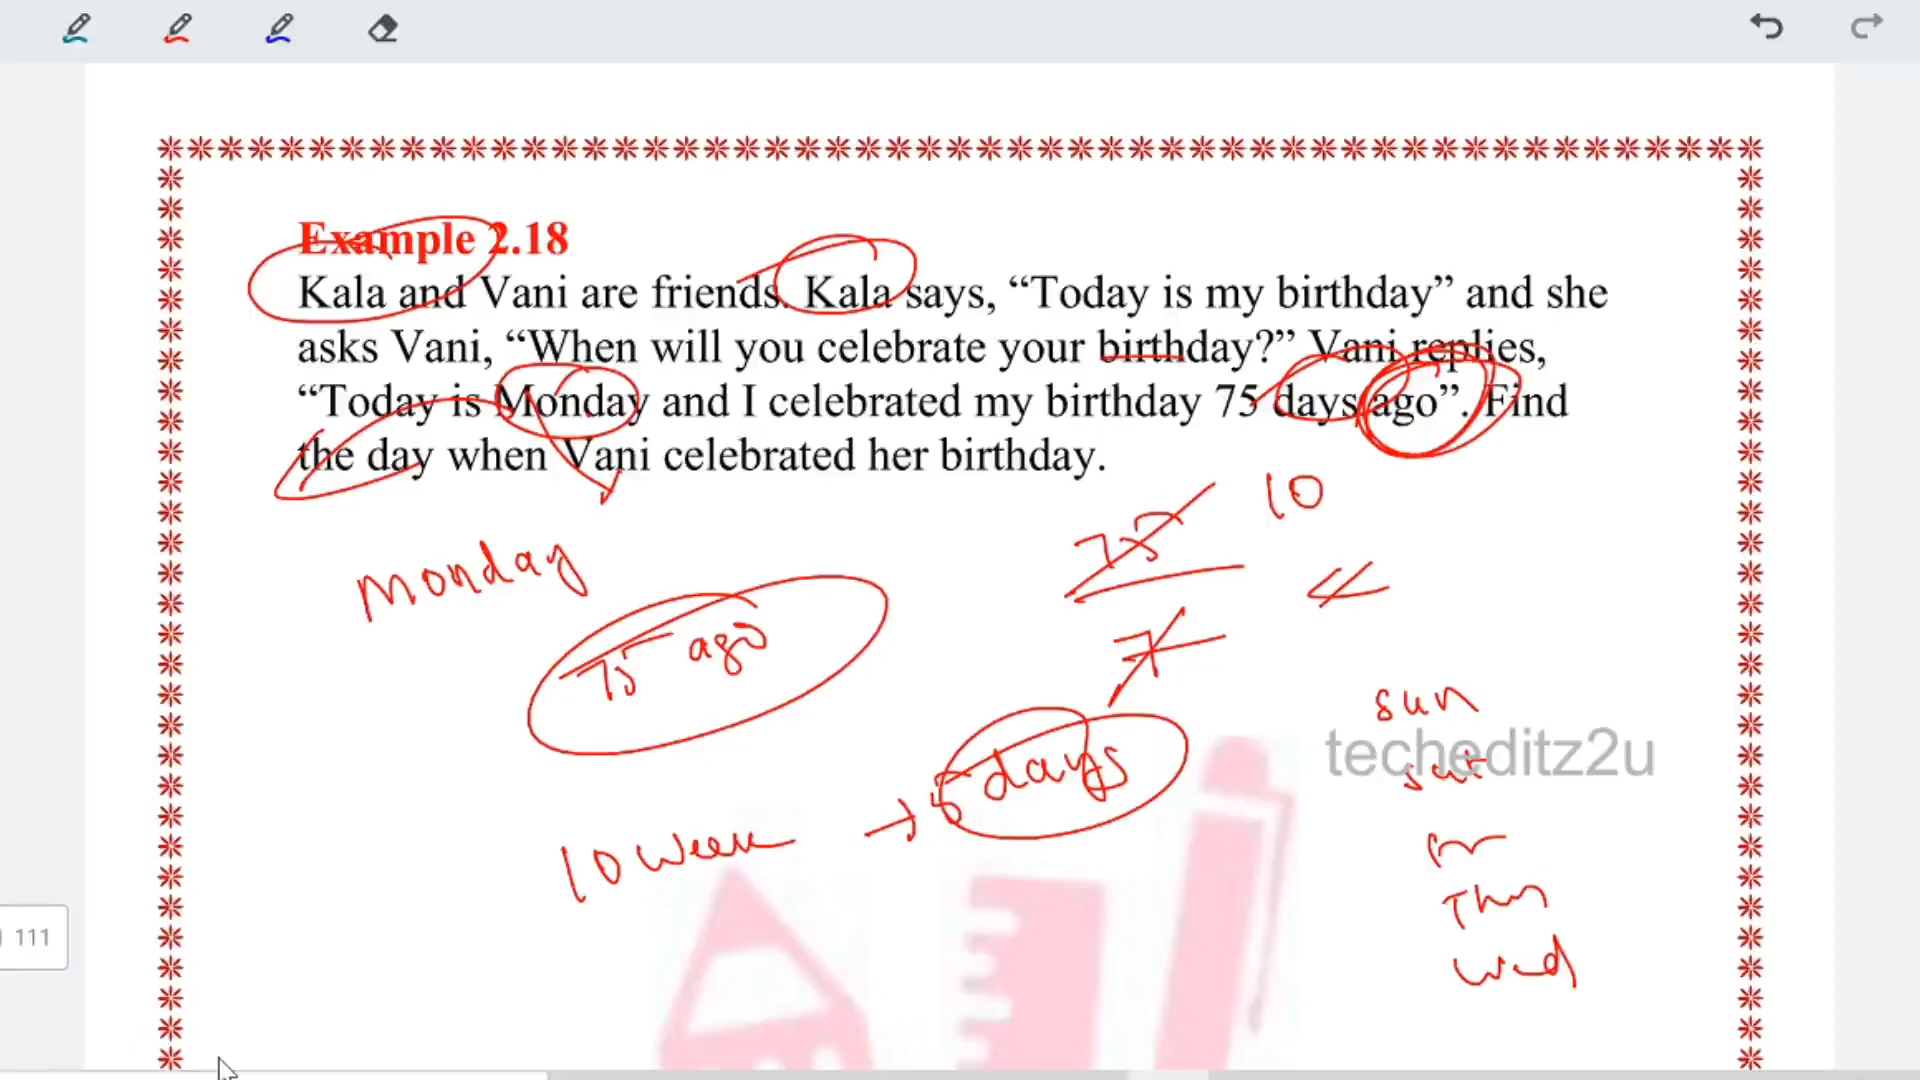 Example 2.18
Kala and Vani are friends. Kala says, “Today is my birthday” and she
asks Vani, “When will you celebrate your birthday?” Vani replies,
“Today is Monday and I celebrated my birthday 75 days ago”. Find
the day when Vani celebrated her birthday.
10
75
Monday
7
75 ago
sun
techeditz2u
sat
5 days
10 week
Thu
wed
111